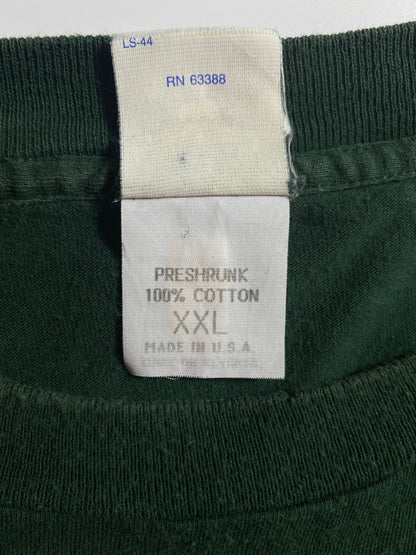 LS-44
RN 63388
PRESHRUNK
100% COTTON
XXL
MADE IN U.S.A.